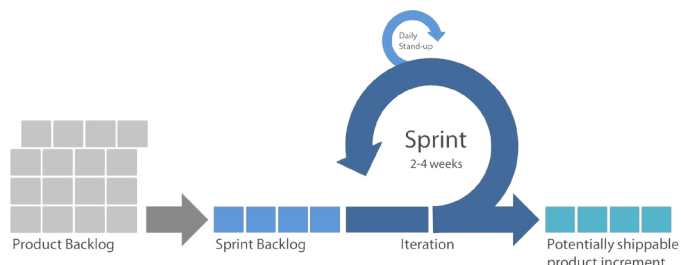 Daily
Stand-up
Sprint
2-4 weeks
Product Backlog
Sprint Backlog
Iteration
Potentially shippable
product increment